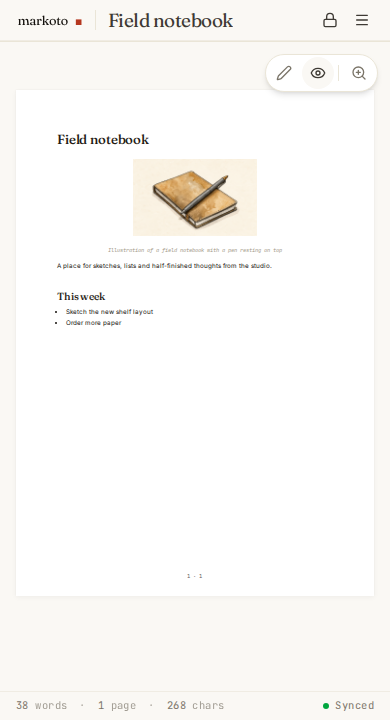 markoto
Field notebook
Field notebook
Illustration of a field notebook with a pen resting on top
A place for sketches, lists and half-finished thoughts from the studio.
This week
• Sketch the new shelf layout
• Order more paper
1 - 1
38 words · 1 page · 268 chars
Synced